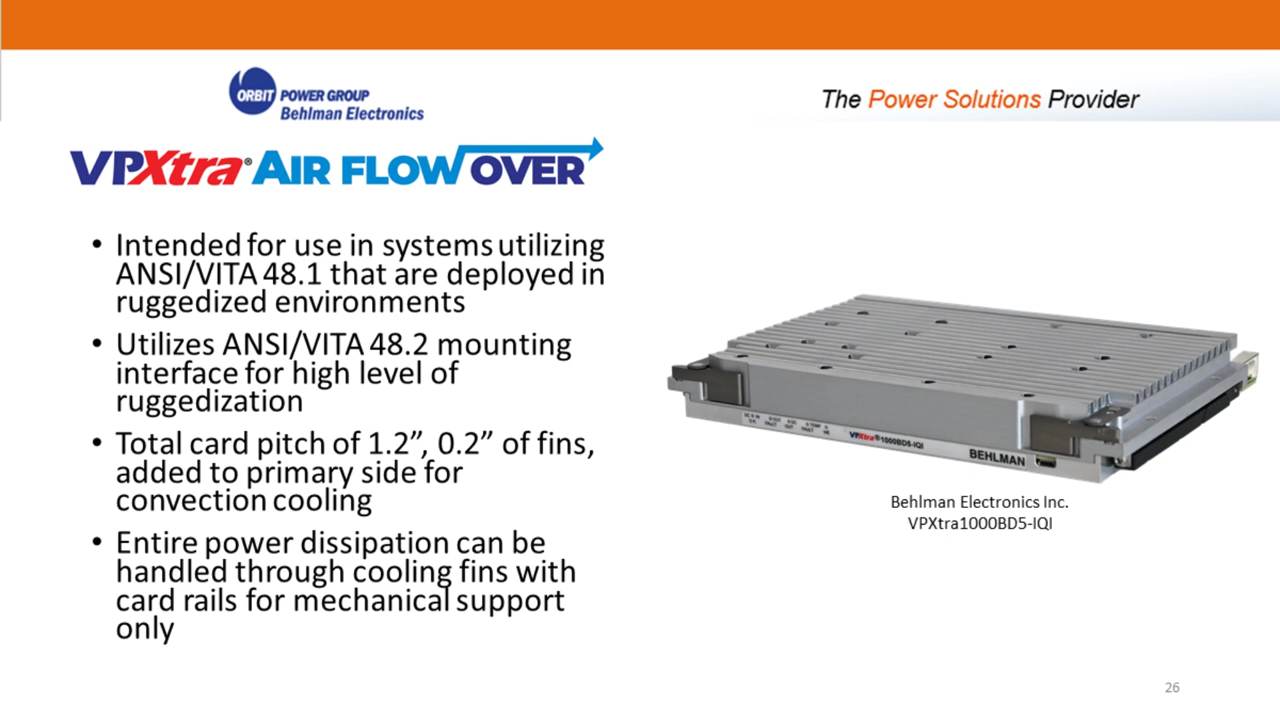 ORBIT POWER GROUP
Behlman Electronics
The Power Solutions Provider
VPXtra® AIR FLOW OVER
• Intended for use in systems utilizing
ANSI/VITA 48.1 that are deployed in
ruggedized environments
• Utilizes ANSI/VITA 48.2 mounting
interface for high level of
ruggedization
• Total card pitch of 1.2”, 0.2” of fins,
added to primary side for
convection cooling
• Entire power dissipation can be
handled through cooling fins with
card rails for mechanical support
only
VPXtra®1000BD5-IQI
BEHLMAN
Behlman Electronics Inc.
VPXtra1000BD5-IQI
26